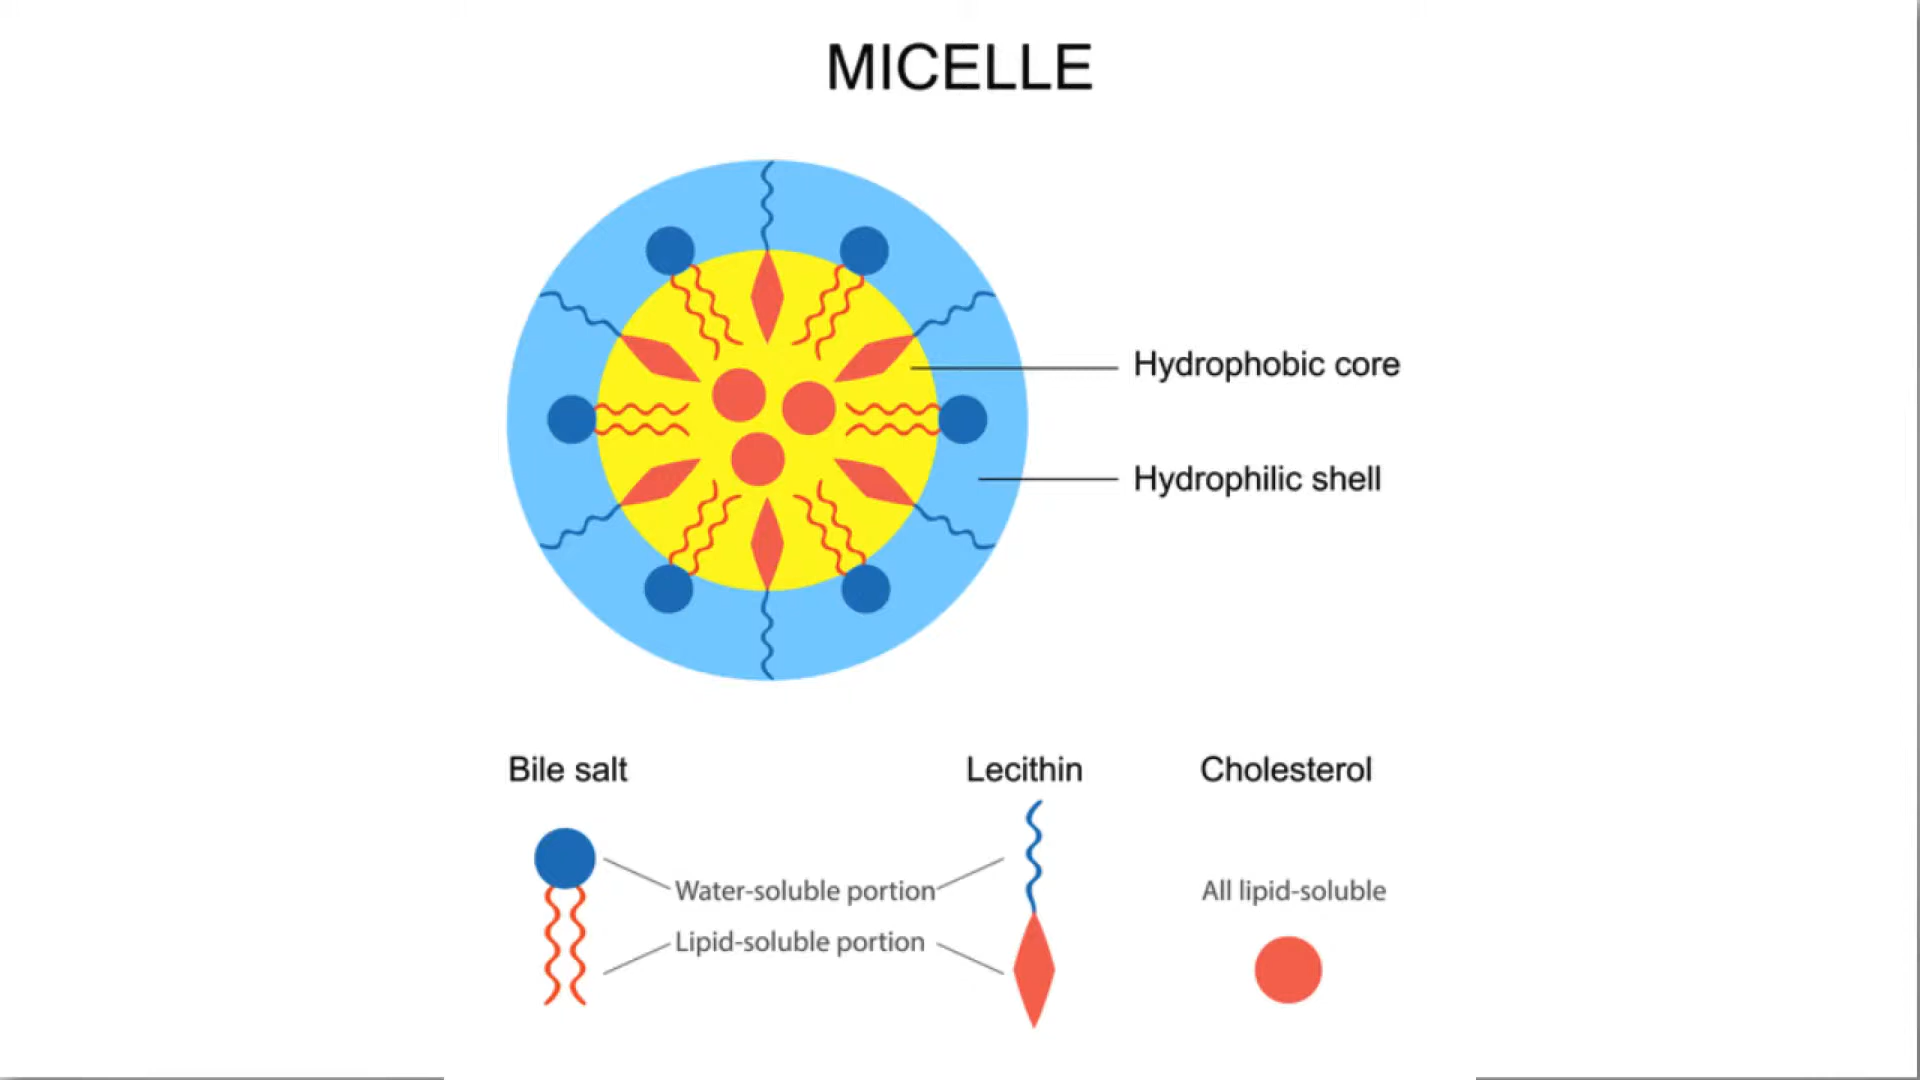 MICELLE
Hydrophobic core
Hydrophilic shell
Bile salt
Lecithin
Cholesterol
Water-soluble portion
All lipid-soluble
Lipid-soluble portion